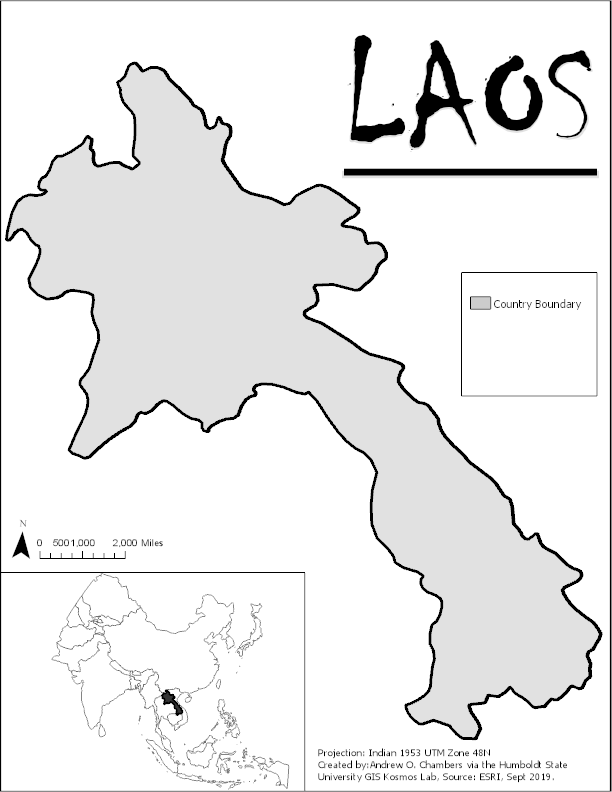 LAOS
Country Boundary
N
0 5001,000 2,000 Miles
Projection: Indian 1953 UTM Zone 48N
Created by:Andrew O. Chambers via the Humboldt State
University GIS Kosmos Lab, Source: ESRI, Sept 2019.